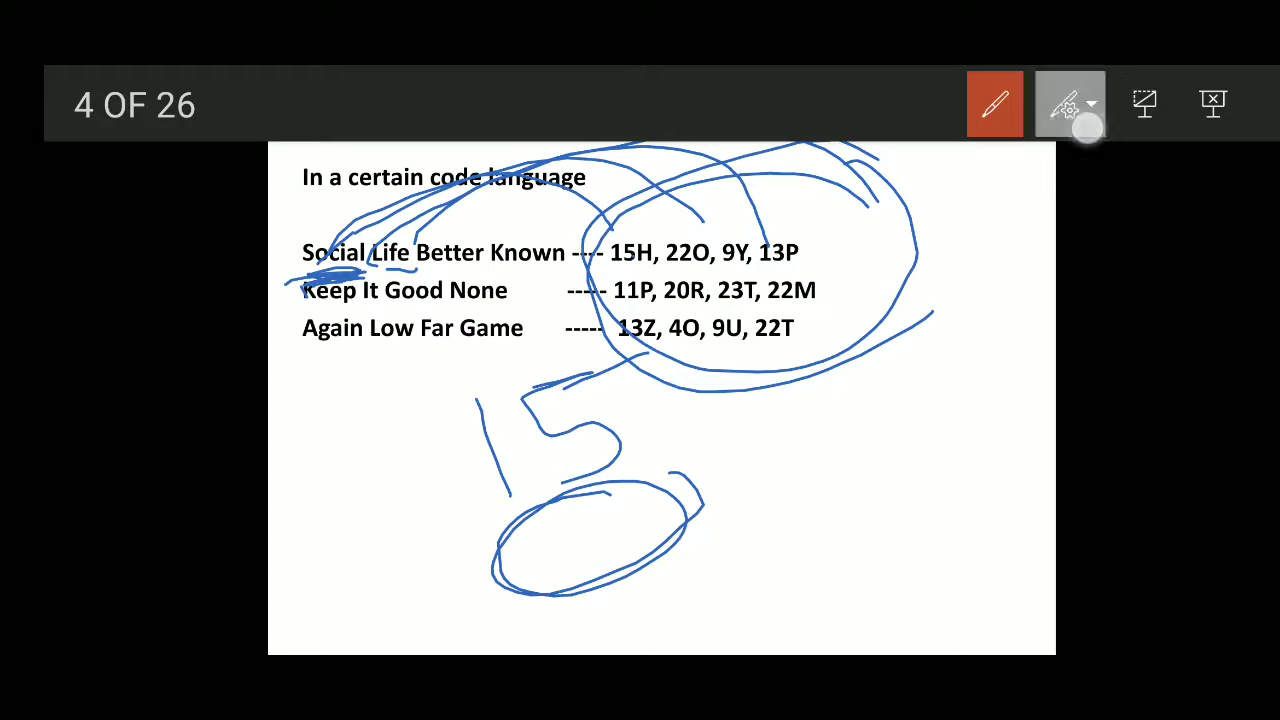 4 OF 26
In a certain code language
Social Life Better Known ---- 15H, 22O, 9Y, 13P
Keep It Good None ----- 11P, 20R, 23T, 22M
Again Low Far Game ----- 13Z, 4O, 9U, 22T
15